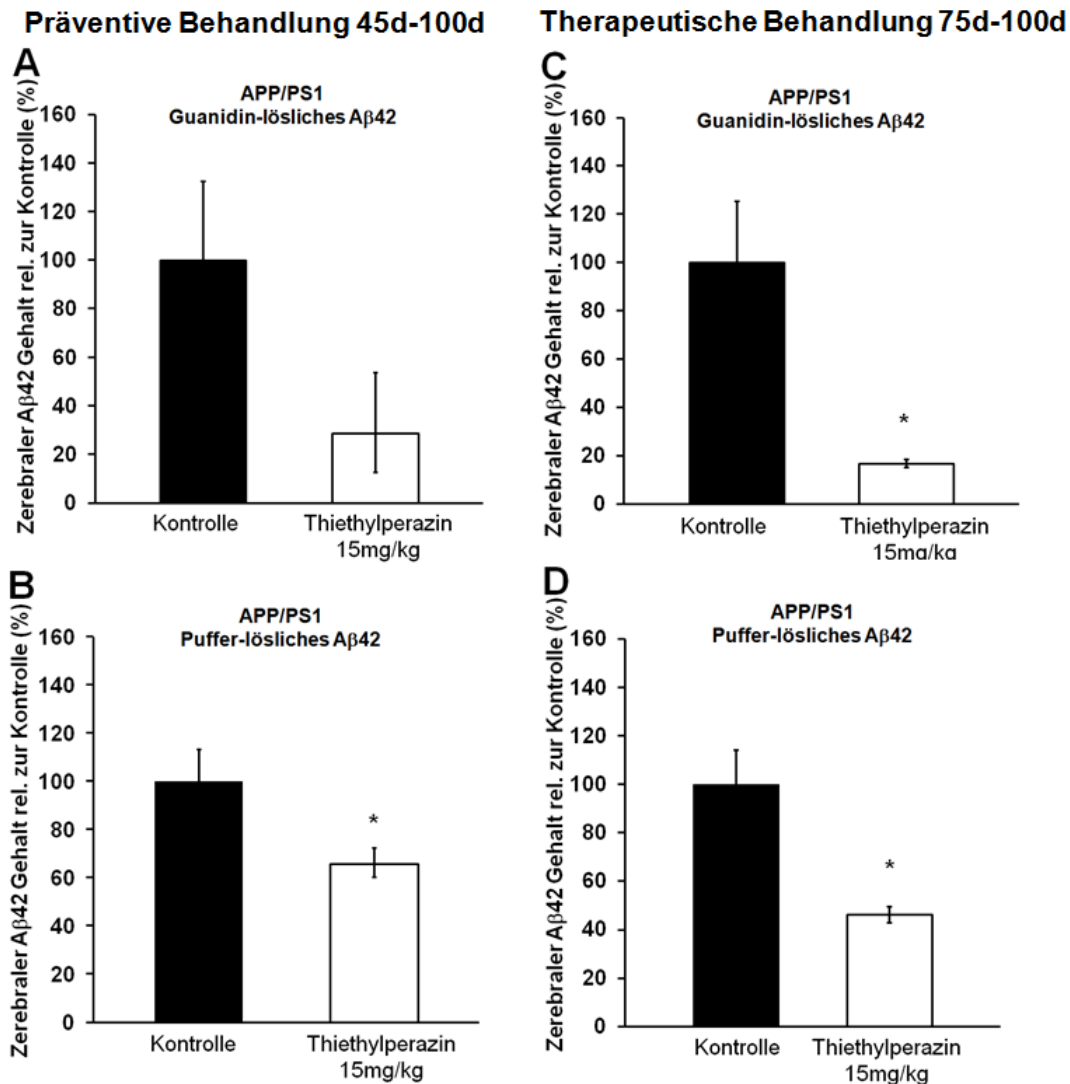 Präventive Behandlung 45d-100d
A
APP/PS1
Guanidin-lösliches Aβ42
Zerebraler Aβ42 Gehalt rel. zur Kontrolle (%)
160
140
120
100
80
60
40
20
0
Kontrolle
Thiethylperazin
15mg/kg
B
APP/PS1
Puffer-lösliches Aβ42
Zerebraler Aβ42 Gehalt rel. zur Kontrolle (%)
160
140
120
100
80
60
40
20
0
*
Kontrolle
Thiethylperazin
15mg/kg
Therapeutische Behandlung 75d-100d
C
APP/PS1
Guanidin-lösliches Aβ42
Zerebraler Aβ42 Gehalt rel. zur Kontrolle (%)
160
140
120
100
80
60
40
20
0
*
Kontrolle
Thiethylperazin
15mg/kg
D
APP/PS1
Puffer-lösliches Aβ42
Zerebraler Aβ42 Gehalt rel. zur Kontrolle (%)
160
140
120
100
80
60
40
20
0
*
Kontrolle
Thiethylperazin
15mg/kg